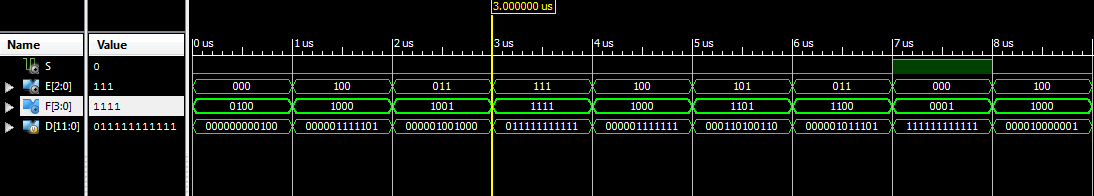 3.000000 us
Name Value 0 us 1 us 2 us 3 us 4 us 5 us 6 us 7 us 8 us
S 0
E[2:0] 111 000 100 011 111 100 101 011 000 100
F[3:0] 1111 0100 1000 1001 1111 1000 1101 1100 0001 1000
D[11:0] 011111111111 000000000100 000001111101 000001001000 011111111111 000001111111 000110100110 000001011101 111111111111 000010000001